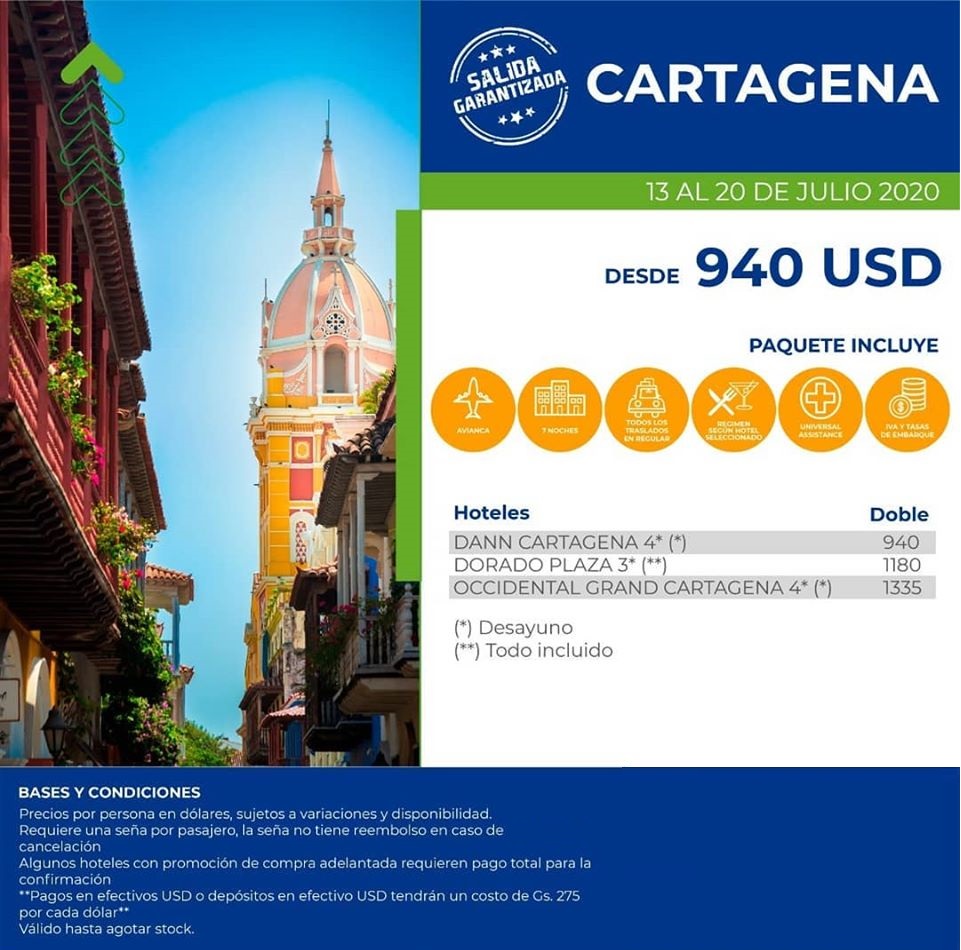 SALIDA
GARANTIZADA
CARTAGENA
13 AL 20 DE JULIO 2020
DESDE 940 USD
PAQUETE INCLUYE
AVIANCA
7 NOCHES
TODOS LOS
TRASLADOS
EN REGULAR
REGIMEN
SEGÚN HOTEL
SELECCIONADO
UNIVERSAL
ASSISTANCE
IVA Y TASAS
DE EMBARQUE
Hoteles Doble
DANN CARTAGENA 4* (*) 940
DORADO PLAZA 3* (**) 1180
OCCIDENTAL GRAND CARTAGENA 4* (*) 1335
(*) Desayuno
(**) Todo incluido
BASES Y CONDICIONES
Precios por persona en dólares, sujetos a variaciones y disponibilidad.
Requiere una seña por pasajero, la seña no tiene reembolso en caso de
cancelación
Algunos hoteles con promoción de compra adelantada requieren pago total para la
confirmación
**Pagos en efectivos USD o depósitos en efectivo USD tendrán un costo de Gs. 275
por cada dólar**
Válido hasta agotar stock.